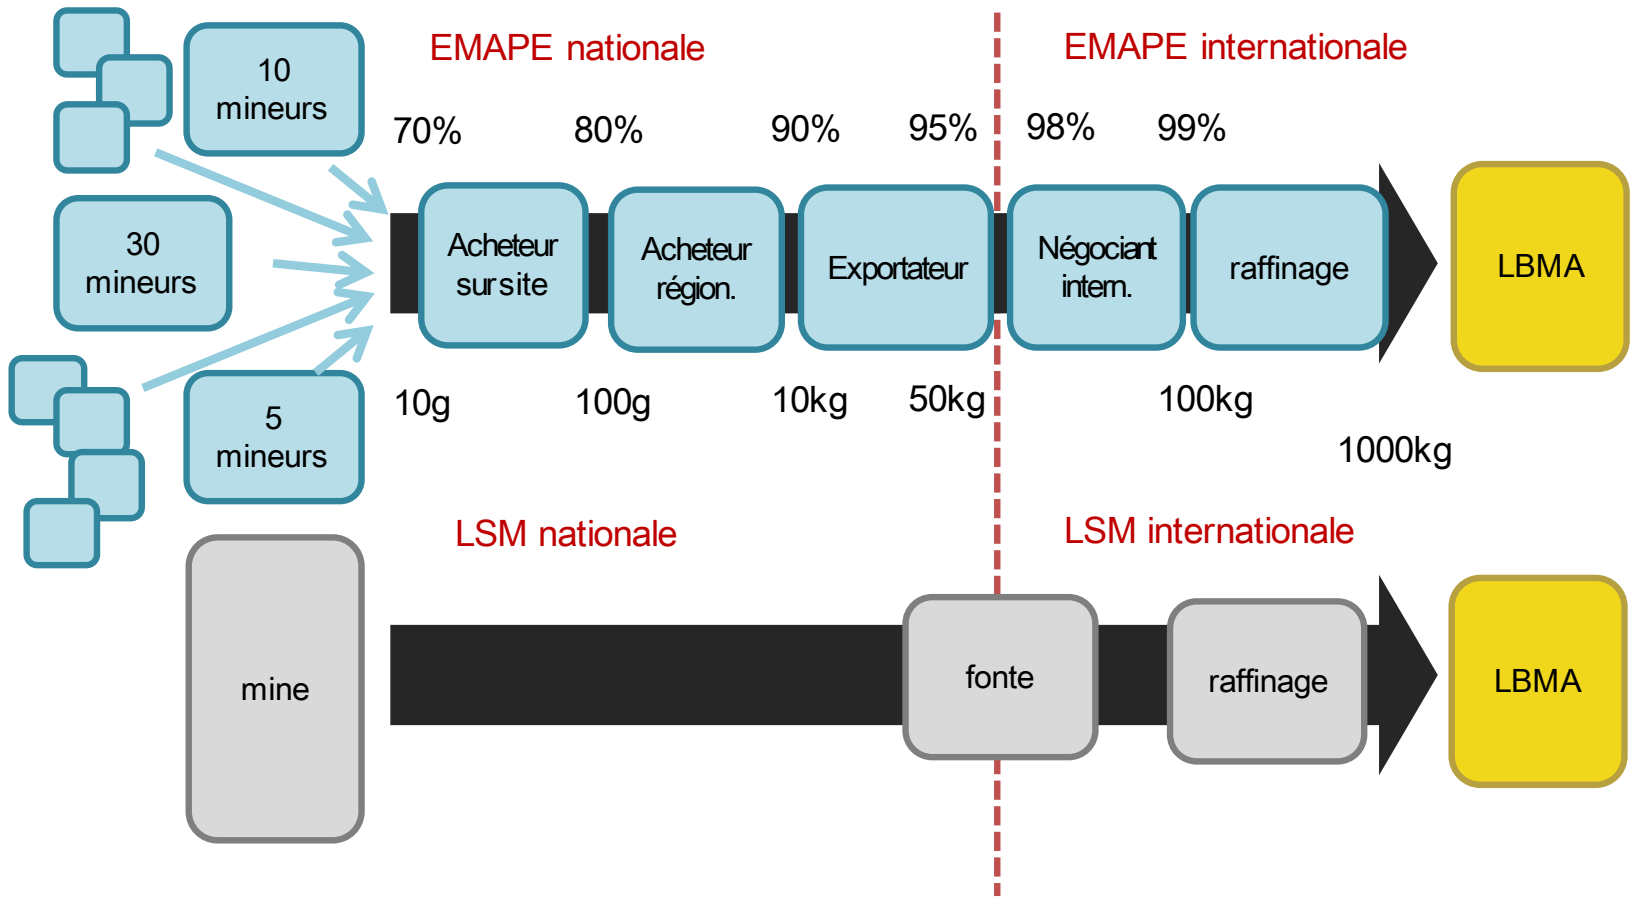 EMAPE nationale
EMAPE internationale
10
mineurs
70%
80%
90%
95%
98%
99%
30
mineurs
Acheteur
sur site
Acheteur
région.
Exportateur
Négociant
intern.
raffinage
LBMA
5
mineurs
10g
100g
10kg
50kg
100kg
1000kg
LSM nationale
LSM internationale
mine
fonte
raffinage
LBMA